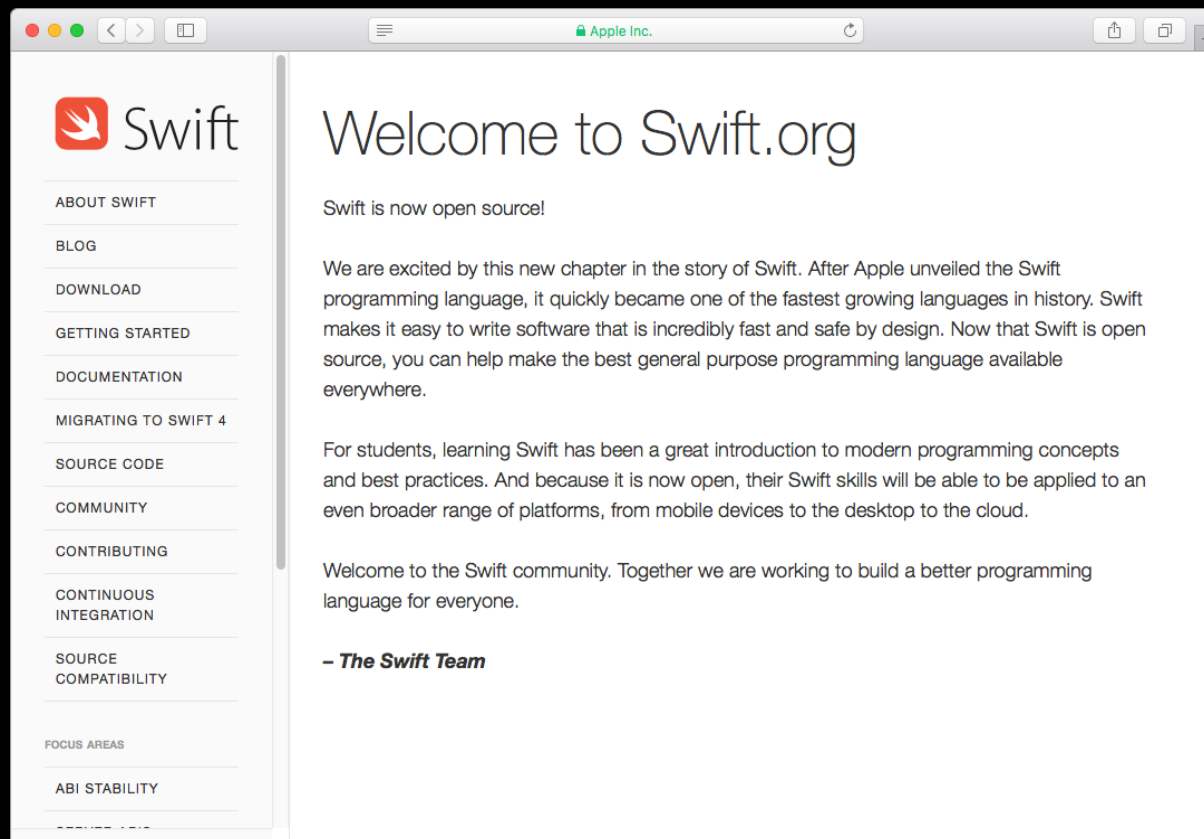 Apple Inc.
Swift
ABOUT SWIFT
BLOG
DOWNLOAD
GETTING STARTED
DOCUMENTATION
MIGRATING TO SWIFT 4
SOURCE CODE
COMMUNITY
CONTRIBUTING
CONTINUOUS
INTEGRATION
SOURCE
COMPATIBILITY
FOCUS AREAS
ABI STABILITY
Welcome to Swift.org
Swift is now open source!
We are excited by this new chapter in the story of Swift. After Apple unveiled the Swift
programming language, it quickly became one of the fastest growing languages in history. Swift
makes it easy to write software that is incredibly fast and safe by design. Now that Swift is open
source, you can help make the best general purpose programming language available
everywhere.
For students, learning Swift has been a great introduction to modern programming concepts
and best practices. And because it is now open, their Swift skills will be able to be applied to an
even broader range of platforms, from mobile devices to the desktop to the cloud.
Welcome to the Swift community. Together we are working to build a better programming
language for everyone.
– The Swift Team